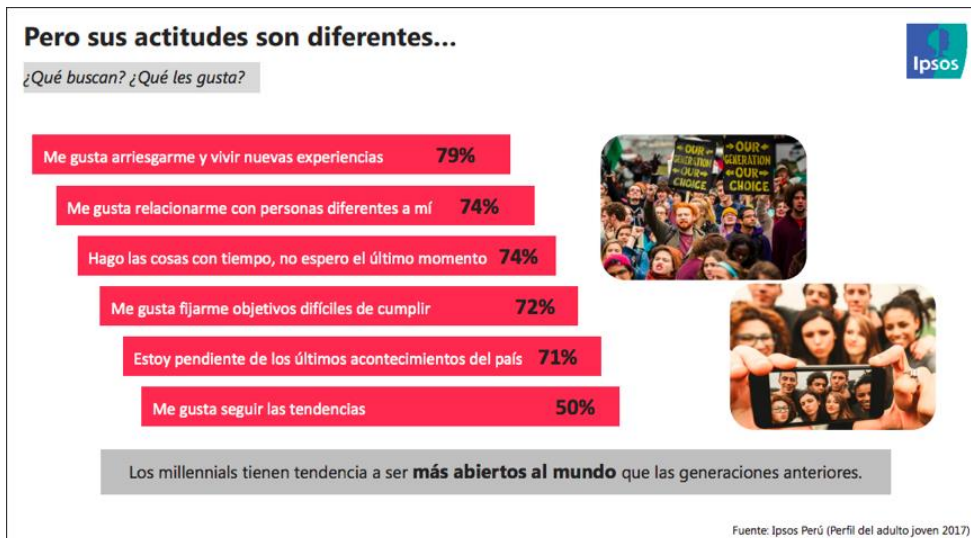 Pero sus actitudes son diferentes...
¿Qué buscan? ¿Qué les gusta?
Ipsos
Me gusta arriesgarme y vivir nuevas experiencias 79%
Me gusta relacionarme con personas diferentes a mí 74%
Hago las cosas con tiempo, no espero el último momento 74%
Me gusta fijarme objetivos difíciles de cumplir 72%
Estoy pendiente de los últimos acontecimientos del país 71%
Me gusta seguir las tendencias 50%
OUR GENERATION OUR CHOICE
OUR GENERATION OUR CHOICE
Los millennials tienen tendencia a ser más abiertos al mundo que las generaciones anteriores.
Fuente: Ipsos Perú (Perfil del adulto joven 2017)